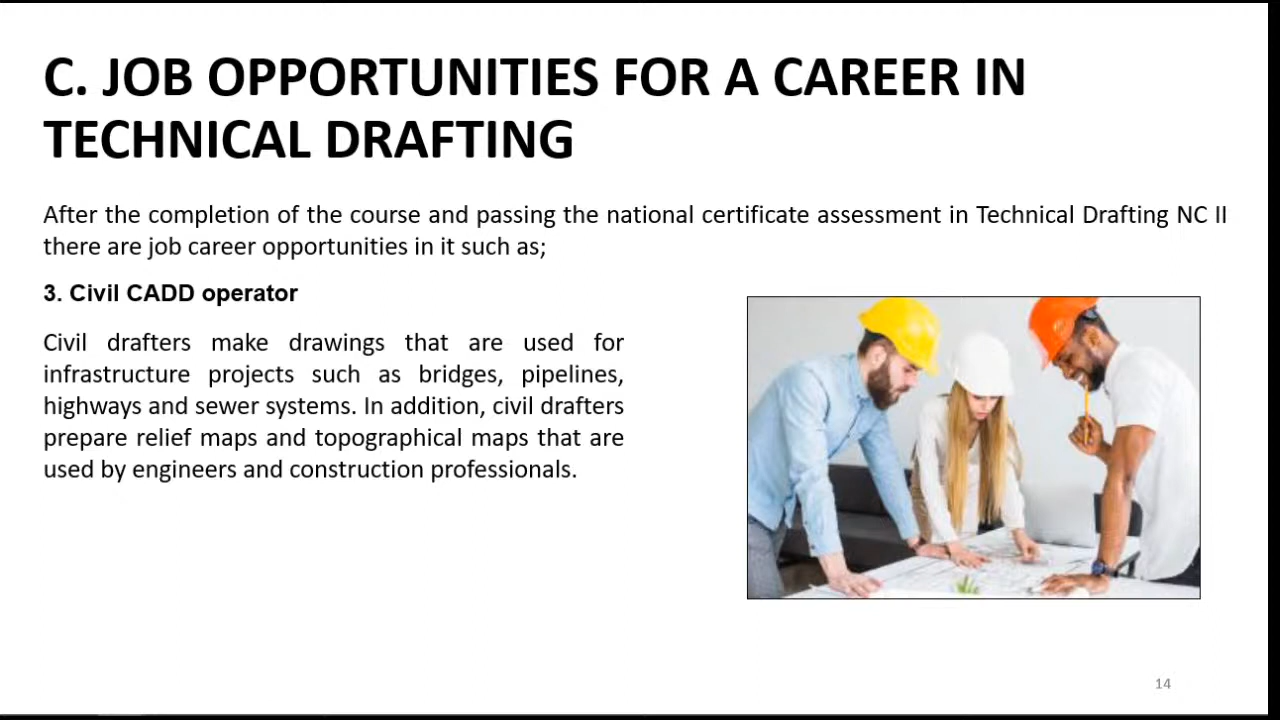 C. JOB OPPORTUNITIES FOR A CAREER IN
TECHNICAL DRAFTING
After the completion of the course and passing the national certificate assessment in Technical Drafting NC II
there are job career opportunities in it such as;
3. Civil CADD operator
Civil drafters make drawings that are used for
infrastructure projects such as bridges, pipelines,
highways and sewer systems. In addition, civil drafters
prepare relief maps and topographical maps that are
used by engineers and construction professionals.
14